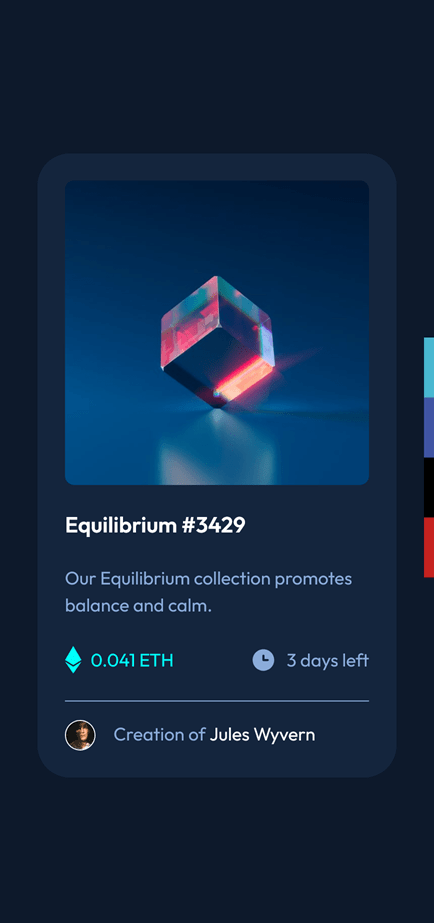 Equilibrium #3429
Our Equilibrium collection promotes
balance and calm.
0.041 ETH
3 days left
Creation of Jules Wyvern